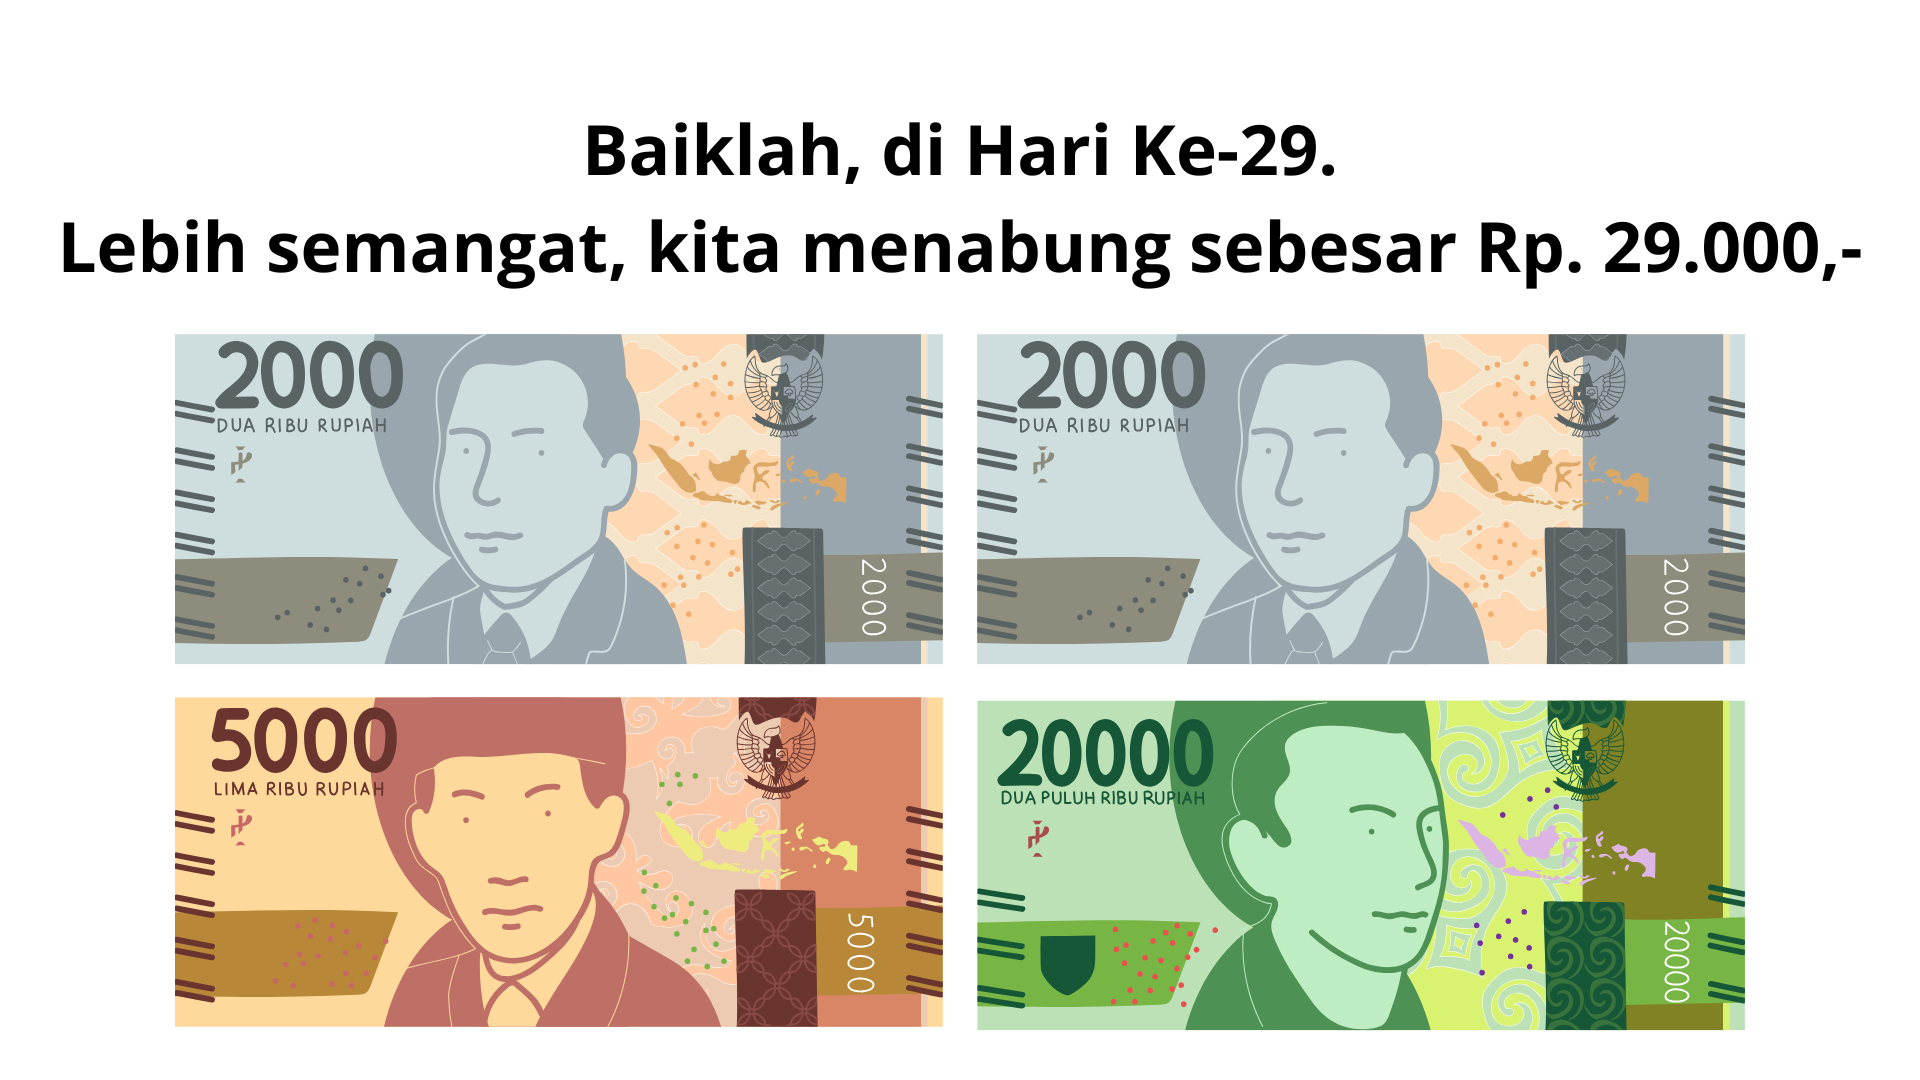 Baiklah, di Hari Ke-29.
Lebih semangat, kita menabung sebesar Rp. 29.000,-
2000
DUA RIBU RUPIAH
2000
2000
DUA RIBU RUPIAH
2000
5000
LIMA RIBU RUPIAH
5000
20000
DUA PULUH RIBU RUPIAH
20000